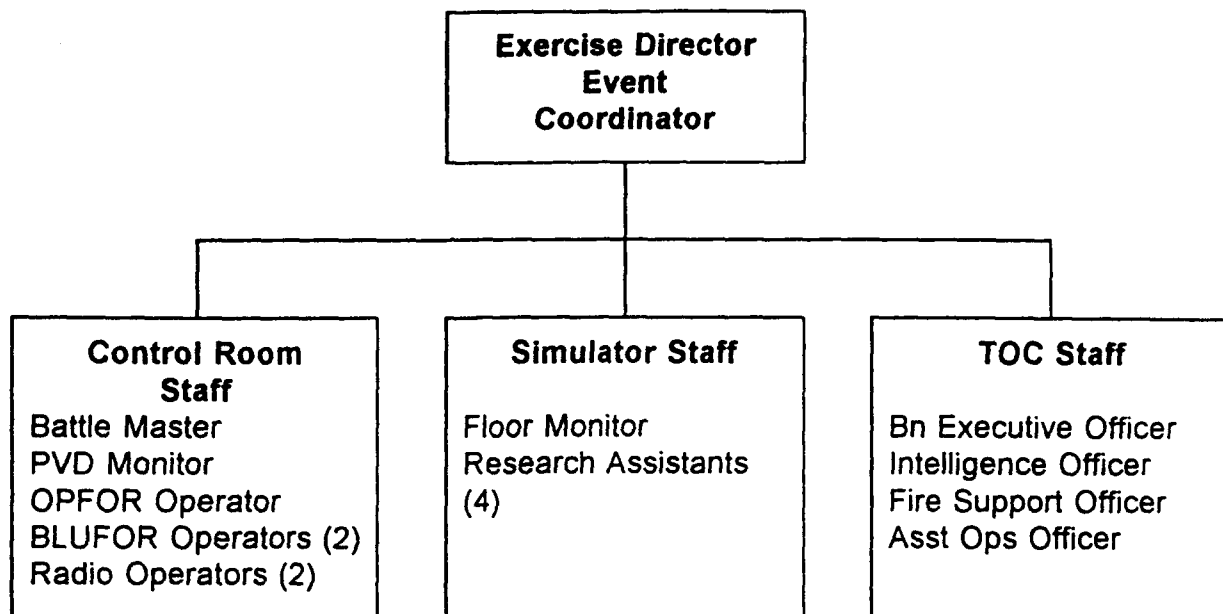 Exercise Director
Event
Coordinator
Control Room
Staff
Battle Master
PVD Monitor
OPFOR Operator
BLUFOR Operators (2)
Radio Operators (2)
Simulator Staff
Floor Monitor
Research Assistants
(4)
TOC Staff
Bn Executive Officer
Intelligence Officer
Fire Support Officer
Asst Ops Officer